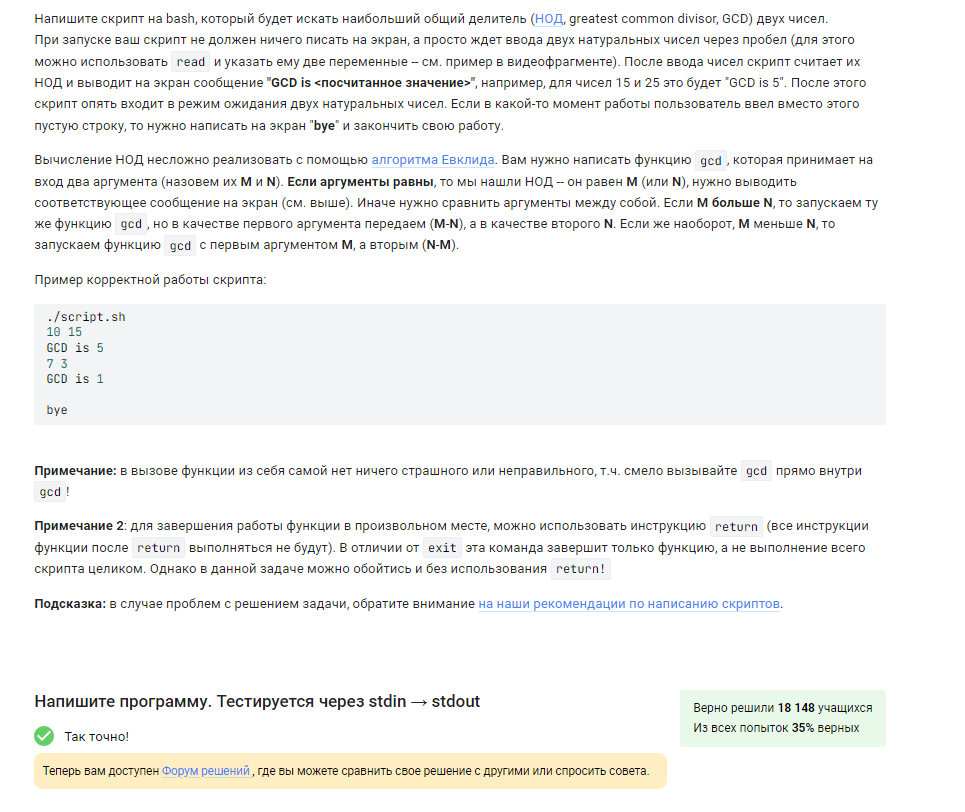 Напишите скрипт на bash, который будет искать наибольший общий делитель (НОД, greatest common divisor, GCD) двух чисел.
При запуске ваш скрипт не должен ничего писать на экран, а просто ждет ввода двух натуральных чисел через пробел (для этого
можно использовать read и указать ему две переменные -- см. пример в видеофрагменте). После ввода чисел скрипт считает их
НОД и выводит на экран сообщение "GCD is <посчитанное значение>", например, для чисел 15 и 25 это будет "GCD is 5". После этого
скрипт опять входит в режим ожидания двух натуральных чисел. Если в какой-то момент работы пользователь ввел вместо этого
пустую строку, то нужно написать на экран "bye" и закончить свою работу.
Вычисление НОД несложно реализовать с помощью алгоритма Евклида. Вам нужно написать функцию gcd, которая принимает на
вход два аргумента (назовем их M и N). Если аргументы равны, то мы нашли НОД -- он равен M (или N), нужно выводить
соответствующее сообщение на экран (см. выше). Иначе нужно сравнить аргументы между собой. Если M больше N, то запускаем ту
же функцию gcd, но в качестве первого аргумента передаем (M-N), а в качестве второго N. Если же наоборот, M меньше N, то
запускаем функцию gcd с первым аргументом M, а вторым (N-M).
Пример корректной работы скрипта:
./script.sh
10 15
GCD is 5
7 3
GCD is 1
bye
Примечание: в вызове функции из себя самой нет ничего страшного или неправильного, т.ч. смело вызывайте gcd прямо внутри
gcd!
Примечание 2: для завершения работы функции в произвольном месте, можно использовать инструкцию return (все инструкции
функции после return выполняться не будут). В отличии от exit эта команда завершит только функцию, а не выполнение всего
скрипта целиком. Однако в данной задаче можно обойтись и без использования return!
Подсказка: в случае проблем с решением задачи, обратите внимание на наши рекомендации по написанию скриптов.
Напишите программу. Тестируется через stdin → stdout
Верно решили 18 148 учащихся
Из всех попыток 35% верных
Так точно!
Теперь вам доступен Форум решений, где вы можете сравнить свое решение с другими или спросить совета.